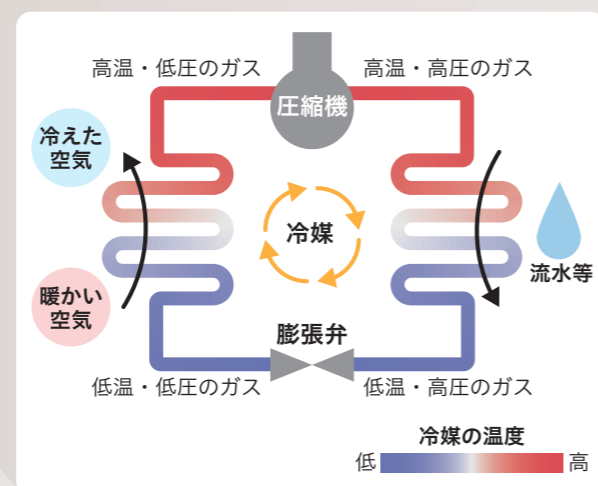 高温・低圧のガス
高温・高圧のガス
圧縮機
冷えた
空気
冷媒
流水等
暖かい
空気
膨張弁
低温・低圧のガス
低温・高圧のガス
冷媒の温度
低
高